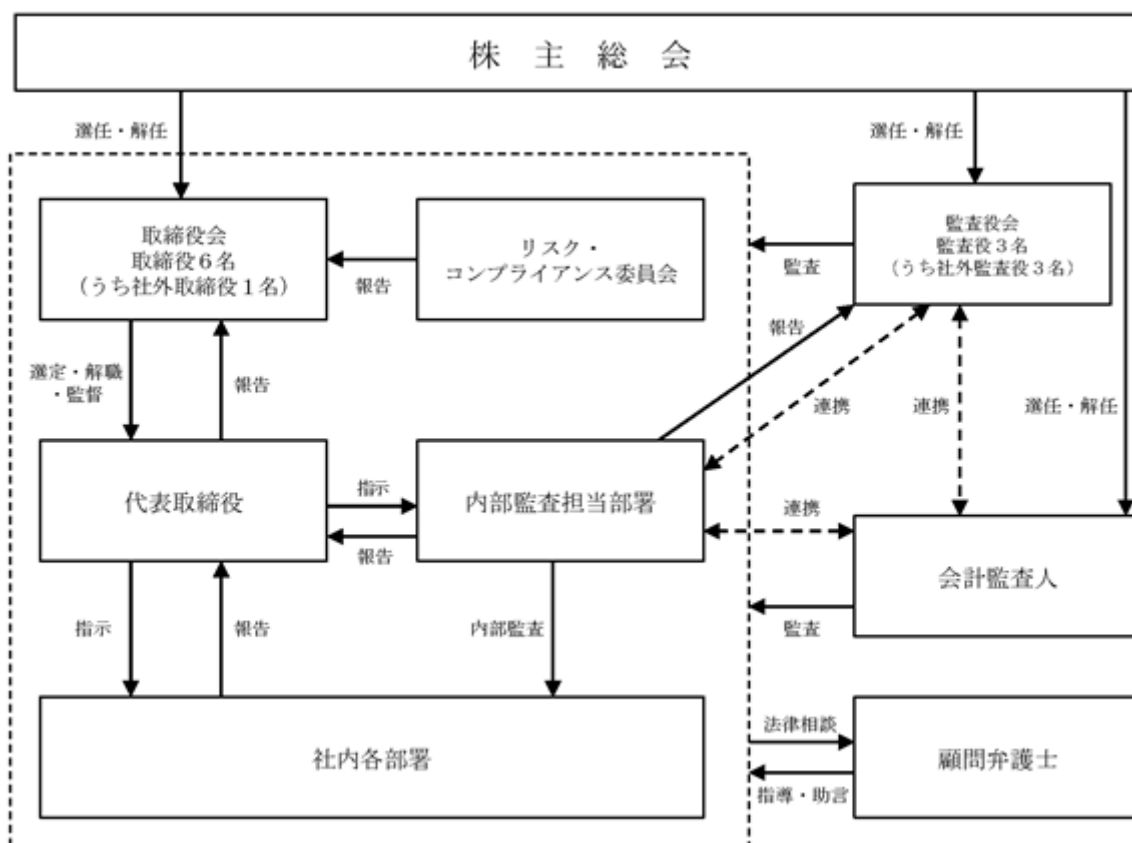 株主総会
選任・解任
選任・解任
取締役会
取締役6名
(うち社外取締役1名)
報告
リスク・
コンプライアンス委員会
監査
監査役会
監査役3名
(うち社外監査役3名)
選定・解職
・監督
報告
報告
連携
連携
選任・解任
代表取締役
指示
報告
内部監査担当部署
連携
監査
会計監査人
指示
報告
内部監査
社内各部署
法律相談
指導・助言
顧問弁護士